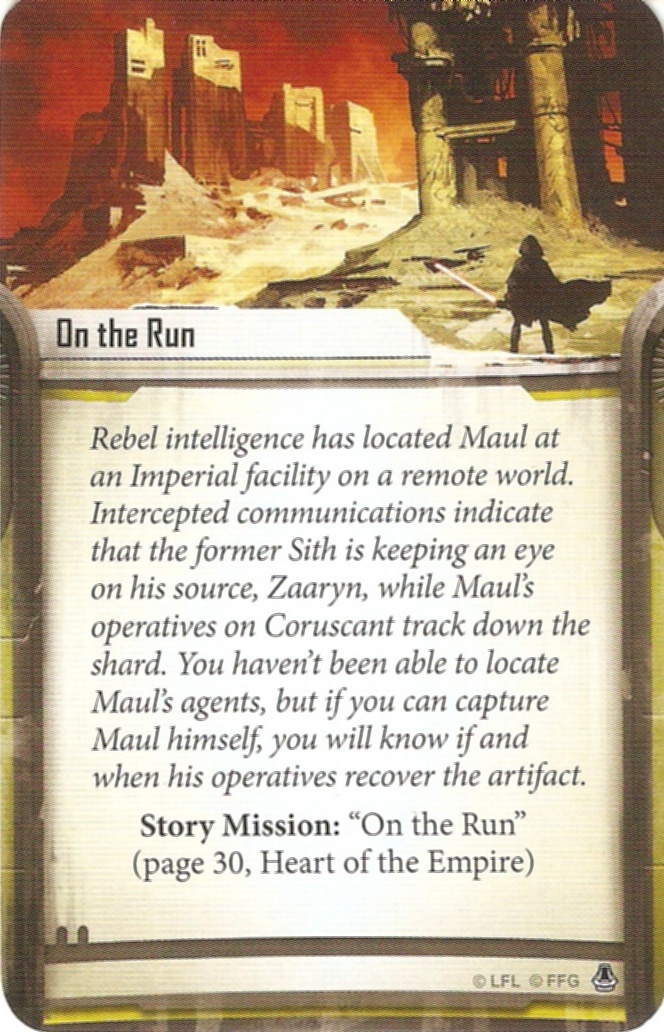 On the Run
Rebel intelligence has located Maul at
an Imperial facility on a remote world.
Intercepted communications indicate
that the former Sith is keeping an eye
on his source, Zaaryn, while Maul's
operatives on Coruscant track down the
shard. You haven't been able to locate
Maul's agents, but if you can capture
Maul himself, you will know if and
when his operatives recover the artifact.
Story Mission: “On the Run”
(page 30, Heart of the Empire)
© LFL © FFG